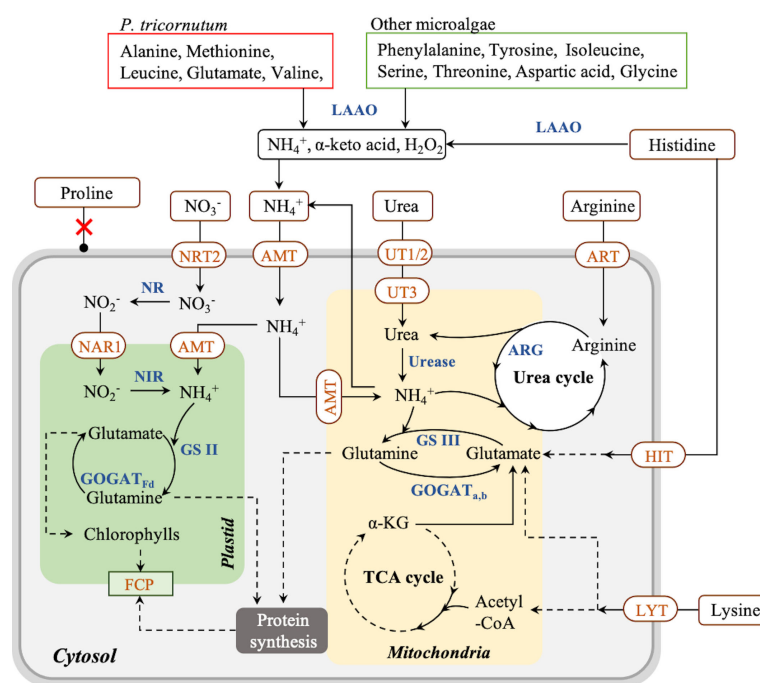 P. tricornutum
Other microalgae
Alanine, Methionine,
Leucine, Glutamate, Valine,
Phenylalanine, Tyrosine, Isoleucine,
Serine, Threonine, Aspartic acid, Glycine
LAAO
LAAO
NH₄⁺, α-keto acid, H₂O₂
Histidine
Proline
NO₃⁻
NH₄⁺
Urea
Arginine
NRT2
AMT
UT1/2
ART
UT3
NO₂⁻
NR
NO₃⁻
NH₄⁺
Urea
ARG
Arginine
NAR1
AMT
Urease
Urea cycle
NO₂⁻
NIR
NH₄⁺
AMT
NH₄⁺
Glutamate
GS II
GS III
Glutamine
Glutamate
HIT
GOGAT_Fd
GOGAT_a,b
Glutamine
Chlorophylls
Plastid
α-KG
FCP
TCA cycle
Acetyl
-CoA
LYT
Lysine
Protein
synthesis
Cytosol
Mitochondria